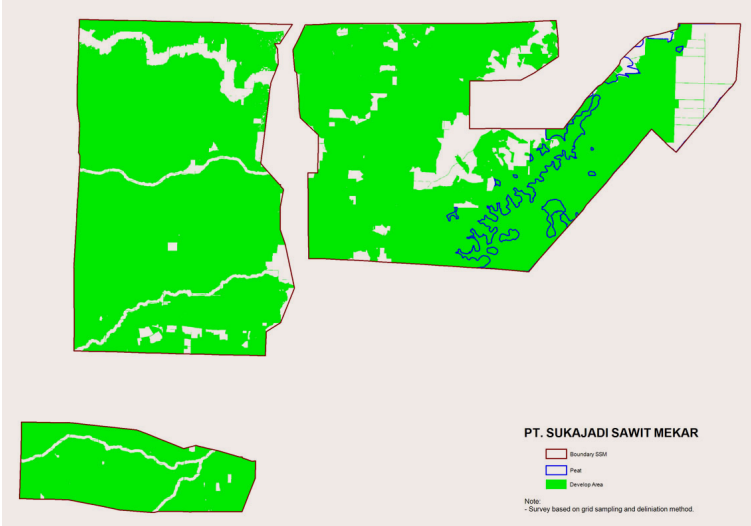 PT. SUKAJADI SAWIT MEKAR
Boundary SSM
Peat
Develop Area
Note:
- Survey based on grid sampling and deliniation method.